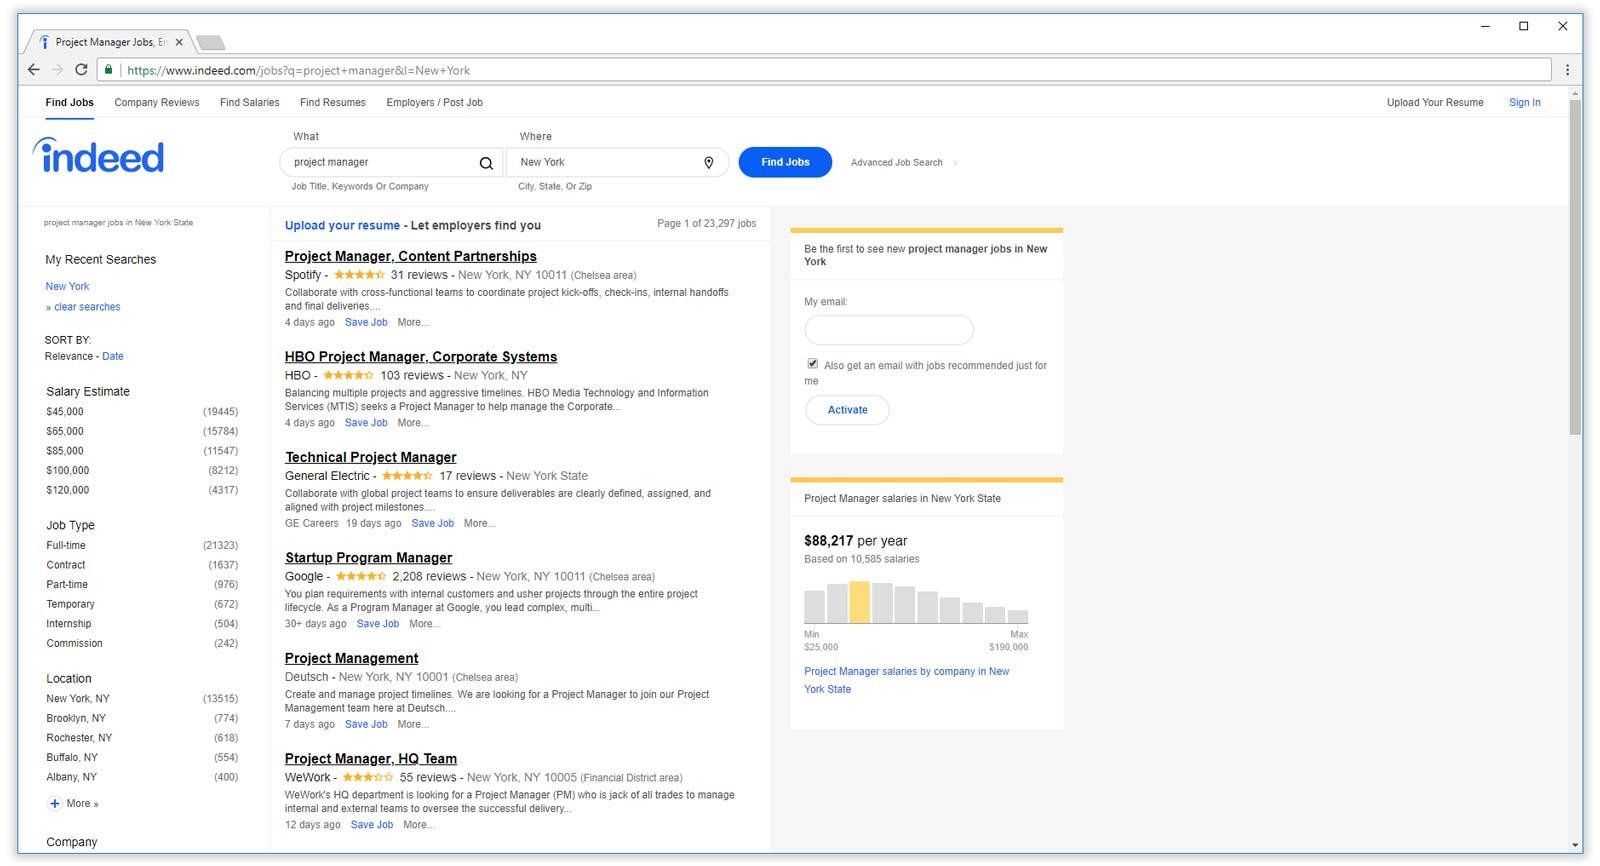 Project Manager Jobs, En
https://www.indeed.com/jobs?q=project+manager&l=New+York
Find Jobs Company Reviews Find Salaries Find Resumes Employers / Post Job Upload Your Resume Sign In
indeed
What Where
project manager New York Find Jobs Advanced Job Search
Job Title, Keywords Or Company City, State, Or Zip
project manager jobs in New York State
My Recent Searches
New York
» clear searches
SORT BY:
Relevance - Date
Salary Estimate
$45,000 (19445)
$65,000 (15784)
$85,000 (11547)
$100,000 (8212)
$120,000 (4317)
Job Type
Full-time (21323)
Contract (1637)
Part-time (976)
Temporary (672)
Internship (504)
Commission (242)
Location
New York, NY (13515)
Brooklyn, NY (774)
Rochester, NY (618)
Buffalo, NY (554)
Albany, NY (400)
More »
Company
Upload your resume - Let employers find you Page 1 of 23,297 jobs
Project Manager, Content Partnerships
Spotify - 31 reviews - New York, NY 10011 (Chelsea area)
Collaborate with cross-functional teams to coordinate project kick-offs, check-ins, internal handoffs
and final deliveries....
4 days ago Save Job More...
HBO Project Manager, Corporate Systems
HBO - 103 reviews - New York, NY
Balancing multiple projects and aggressive timelines. HBO Media Technology and Information
Services (MTIS) seeks a Project Manager to help manage the Corporate...
4 days ago Save Job More...
Technical Project Manager
General Electric - 17 reviews - New York State
Collaborate with global project teams to ensure deliverables are clearly defined, assigned, and
aligned with project milestones....
GE Careers 19 days ago Save Job More...
Startup Program Manager
Google - 2,208 reviews - New York, NY 10011 (Chelsea area)
You plan requirements with internal customers and usher projects through the entire project
lifecycle. As a Program Manager at Google, you lead complex, multi...
30+ days ago Save Job More...
Project Management
Deutsch - New York, NY 10001 (Chelsea area)
Create and manage project timelines. We are looking for a Project Manager to join our Project
Management team here at Deutsch....
7 days ago Save Job More...
Project Manager, HQ Team
WeWork - 55 reviews - New York, NY 10005 (Financial District area)
WeWork's HQ department is looking for a Project Manager (PM) who is jack of all trades to manage
internal and external teams to oversee the successful delivery...
12 days ago Save Job More...
Be the first to see new project manager jobs in New
York
My email:
Also get an email with jobs recommended just for
me
Activate
Project Manager salaries in New York State
$88,217 per year
Based on 10,585 salaries
Min Max
$25,000 $190,000
Project Manager salaries by company in New
York State